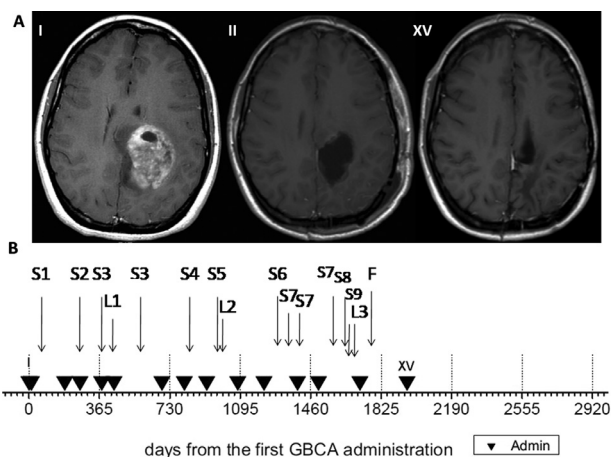 A
I II XV
B
S1 S2 S3 S3 S4 S5 S6 S7 S8 F
L1 L2 S7 S7 S9 L3
I XV
0 365 730 1095 1460 1825 2190 2555 2920
days from the first GBCA administration
▼ Admin